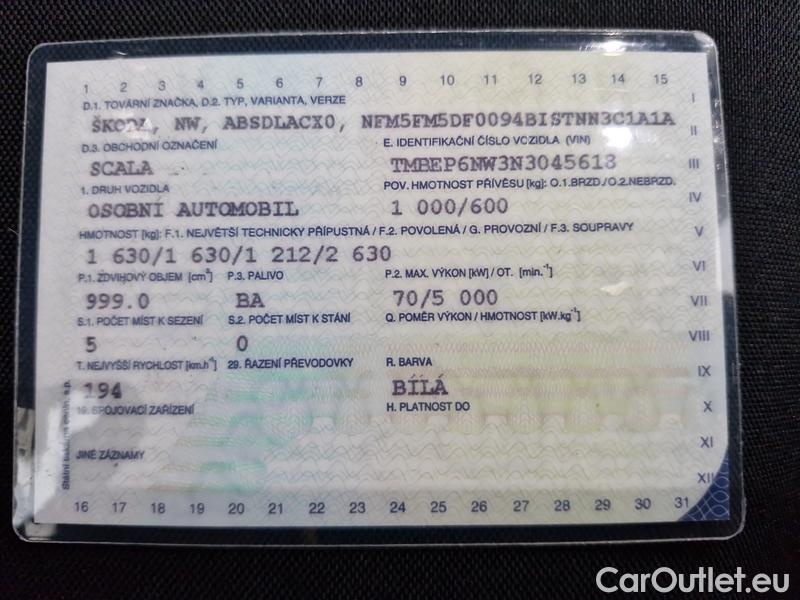 1 2 3 4 5 6 7 8 9 10 11 12 13 14 15
D.1. TOVÁRNÍ ZNAČKA, D.2. TYP, VARIANTA, VERZE I
ŠKODA, NW, ABSDLACX0, NFM5FM5DF0094BISTNN3C1A1A
D.3. OBCHODNÍ OZNAČENÍ E. IDENTIFIKAČNÍ ČÍSLO VOZIDLA (VIN) II
SCALA TMBEP6NW3N3045613 III
1. DRUH VOZIDLA POV. HMOTNOST PŘÍVĚSU [kg]: O.1.BRZD./O.2.NEBRZD.
OSOBNÍ AUTOMOBIL 1 000/600 IV
HMOTNOST [kg]: F.1. NEJVĚTŠÍ TECHNICKY PŘÍPUSTNÁ / F.2. POVOLENÁ / G. PROVOZNÍ / F.3. SOUPRAVY V
1 630/1 630/1 212/2 630
P.1. ZDVIHOVÝ OBJEM [cm³] P.3. PALIVO P.2. MAX. VÝKON [kW] / OT. [min.⁻¹] VI
999.0 BA 70/5 000 VII
S.1. POČET MÍST K SEZENÍ S.2. POČET MÍST K STÁNÍ Q. POMĚR VÝKON / HMOTNOST [kW.kg⁻¹]
5 0 VIII
T. NEJVYŠŠÍ RYCHLOST [km.h⁻¹] 29. ŘAZENÍ PŘEVODOVKY R. BARVA IX
194 BÍLÁ
19. SPOJOVACÍ ZAŘÍZENÍ H. PLATNOST DO X
XI
JINÉ ZÁZNAMY
XII
16 17 18 19 20 21 22 23 24 25 26 27 28 29 30 31
Státní tiskárna cenin, s.p.
CarOutlet.eu